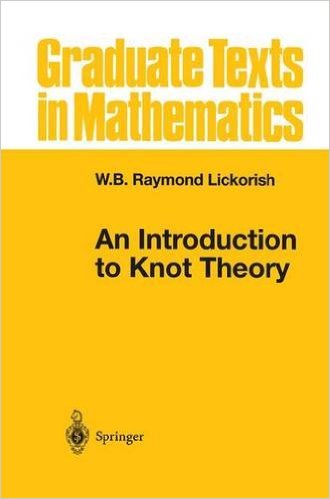 Graduate Texts
in Mathematics
W.B. Raymond Lickorish
An Introduction
to Knot Theory
Springer